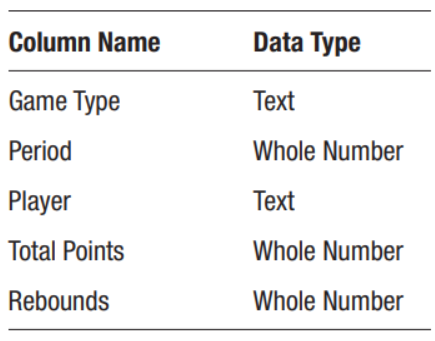 Column Name Data Type
Game Type Text
Period Whole Number
Player Text
Total Points Whole Number
Rebounds Whole Number